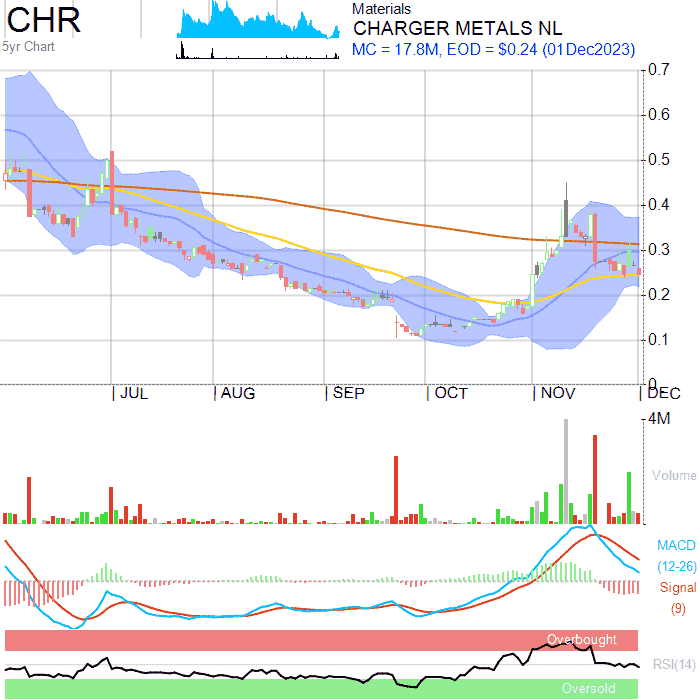 CHR
5yr Chart
Materials
CHARGER METALS NL
MC = 17.8M, EOD = $0.24 (01Dec2023)
0.7
0.6
0.5
0.4
0.3
0.2
0.1
0
JUL AUG SEP OCT NOV DEC
4M
Volume
MACD
(12-26)
Signal
(9)
Overbought
RSI(14)
Oversold